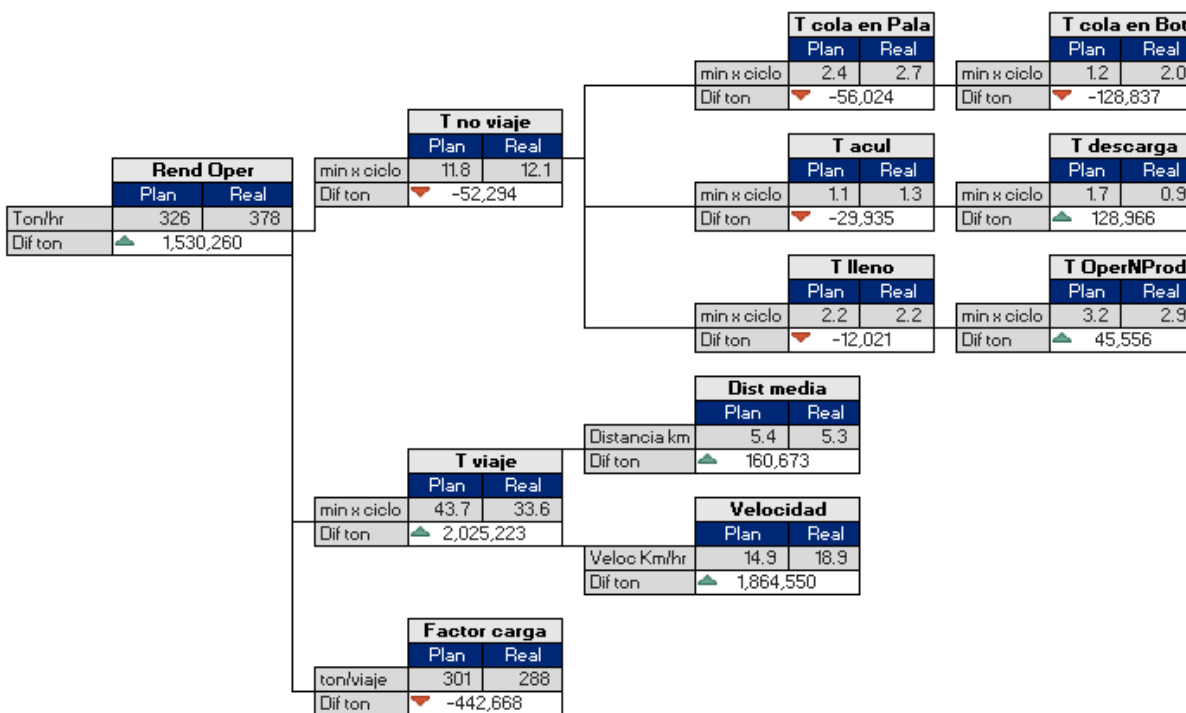 T cola en Pala
Plan Real
min x ciclo 2.4 2.7
Dif ton -56,024
T cola en Bot
Plan Real
min x ciclo 1.2 2.0
Dif ton -128,837
T no viaje
Plan Real
min x ciclo 11.8 12.1
Dif ton -52,294
T acul
Plan Real
min x ciclo 1.1 1.3
Dif ton -29,935
T descarga
Plan Real
min x ciclo 1.7 0.9
Dif ton 128,966
Rend Oper
Plan Real
Ton/hr 326 378
Dif ton 1,530,260
T lleno
Plan Real
min x ciclo 2.2 2.2
Dif ton -12,021
T OperNProd
Plan Real
min x ciclo 3.2 2.9
Dif ton 45,556
Dist media
Plan Real
Distancia km 5.4 5.3
Dif ton 160,673
T viaje
Plan Real
min x ciclo 43.7 33.6
Dif ton 2,025,223
Velocidad
Plan Real
Veloc Km/hr 14.9 18.9
Dif ton 1,864,550
Factor carga
Plan Real
ton/viaje 301 288
Dif ton -442,668